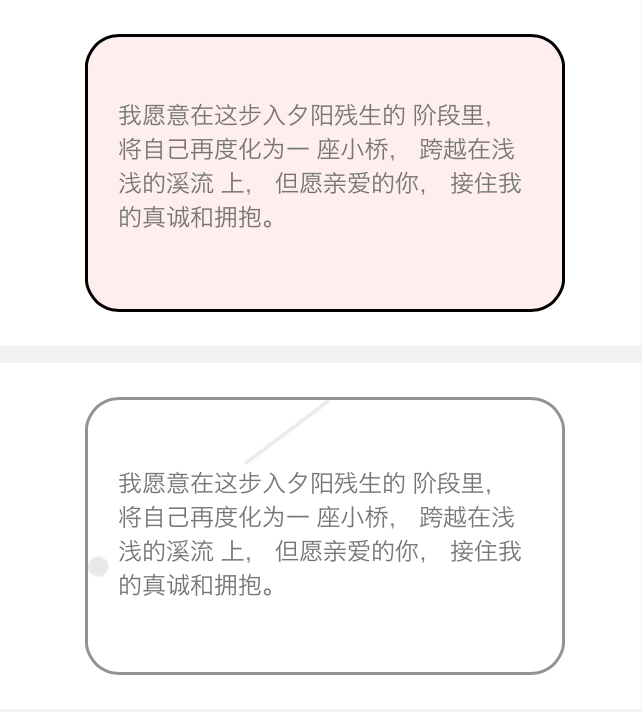 我愿意在这步入夕阳残生的 阶段里，
将自己再度化为一 座小桥， 跨越在浅
浅的溪流 上， 但愿亲爱的你， 接住我
的真诚和拥抱。
我愿意在这步入夕阳残生的 阶段里，
将自己再度化为一 座小桥， 跨越在浅
浅的溪流 上， 但愿亲爱的你， 接住我
的真诚和拥抱。